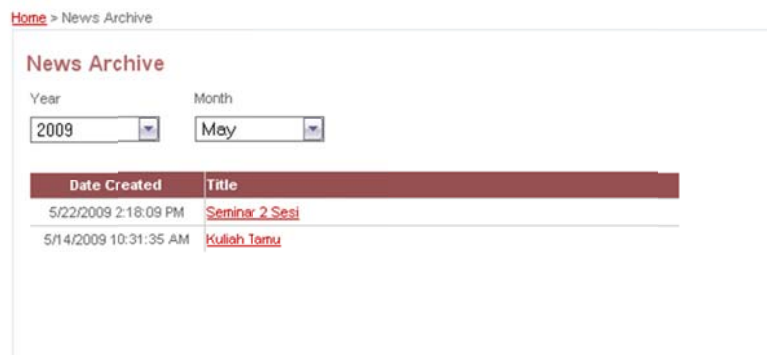 Home > News Archive
News Archive
Year Month
2009 May
Date Created Title
5/22/2009 2:18:09 PM Seminar 2 Sesi
5/14/2009 10:31:35 AM Kuliah Tamu